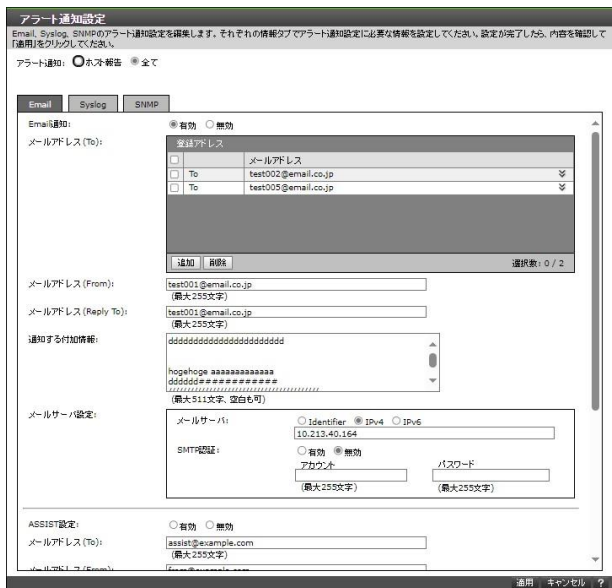 アラート通知設定
Email, Syslog, SNMPのアラート通知設定を編集します。それぞれの情報タブでアラート通知設定に必要な情報を設定してください。設定が完了したら、内容を確認して
「適用」をクリックしてください。
アラート通知: ホスト報告 全て
Email Syslog SNMP
Email通知: 有効 無効
メールアドレス(To): 登録アドレス
メールアドレス
To test002@email.co.jp
To test005@email.co.jp
追加 削除 選択数: 0 / 2
メールアドレス(From): test001@email.co.jp
(最大255文字)
メールアドレス(Reply To): test001@email.co.jp
(最大255文字)
通知する付加情報:
hogehoge aaaaaaaaaaaaa
dddddd############
(最大511文字、空白も可)
メールサーバ設定: メールサーバ: Identifier IPv4 IPv6
10.213.40.164
SMTP認証: 有効 無効
アカウント パスワード
(最大255文字) (最大255文字)
ASSIST設定: 有効 無効
メールアドレス(To): assist@example.com
(最大255文字)
メールアドレス(From): from@example.com
適用 キャンセル ?